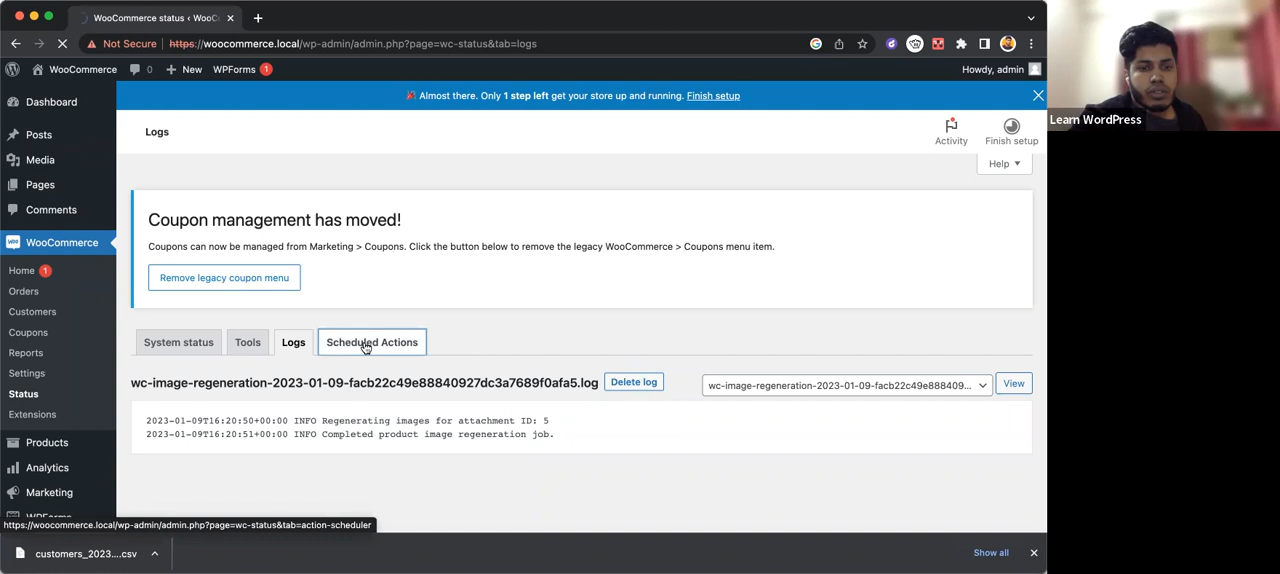 WooCommerce status ‹ WooC
Not Secure
https://woocommerce.local/wp-admin/admin.php?page=wc-status&tab=logs
WooCommerce
0
New
WPForms 1
Howdy, admin
Almost there. Only 1 step left get your store up and running. Finish setup
Learn WordPress
Dashboard
Posts
Media
Pages
Comments
WooCommerce
Home 1
Orders
Customers
Coupons
Reports
Settings
Status
Extensions
Products
Analytics
Marketing
WPForms
Logs
Activity
Finish setup
Help
Coupon management has moved!
Coupons can now be managed from Marketing > Coupons. Click the button below to remove the legacy WooCommerce > Coupons menu item.
Remove legacy coupon menu
System status
Tools
Logs
Scheduled Actions
wc-image-regeneration-2023-01-09-facb22c49e88840927dc3a7689f0afa5.log
Delete log
wc-image-regeneration-2023-01-09-facb22c49e888409...
View
2023-01-09T16:20:50+00:00 INFO Regenerating images for attachment ID: 5
2023-01-09T16:20:51+00:00 INFO Completed product image regeneration job.
https://woocommerce.local/wp-admin/admin.php?page=wc-status&tab=action-scheduler
customers_2023....csv
Show all